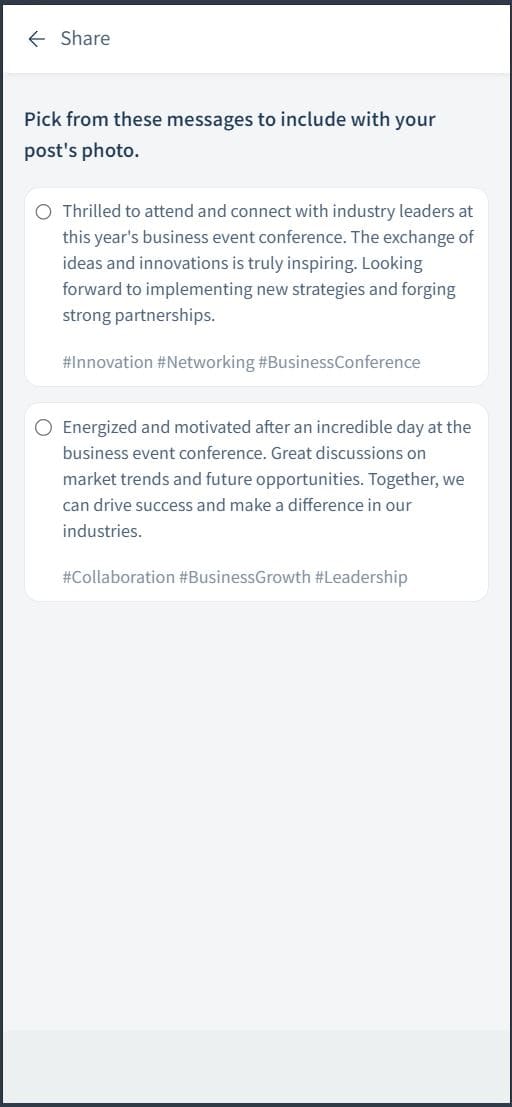 Share
Pick from these messages to include with your
post's photo.
Thrilled to attend and connect with industry leaders at
this year's business event conference. The exchange of
ideas and innovations is truly inspiring. Looking
forward to implementing new strategies and forging
strong partnerships.
#Innovation #Networking #BusinessConference
Energized and motivated after an incredible day at the
business event conference. Great discussions on
market trends and future opportunities. Together, we
can drive success and make a difference in our
industries.
#Collaboration #BusinessGrowth #Leadership